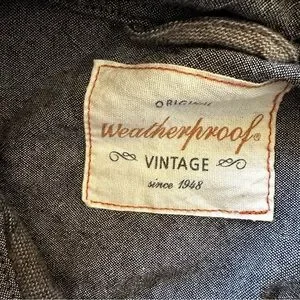 ORIGINAL
Weatherproof®
VINTAGE
since 1948